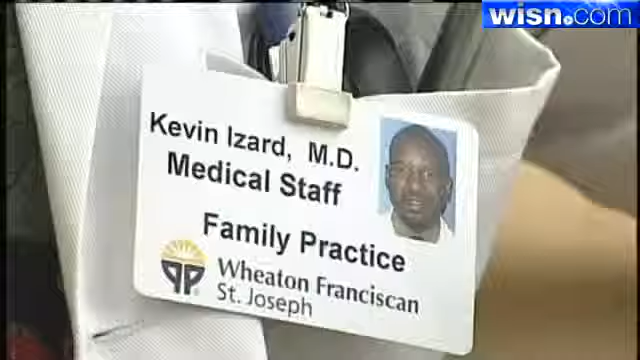 wisn.com
Kevin Izard, M.D.
Medical Staff
Family Practice
Wheaton Franciscan
St. Joseph